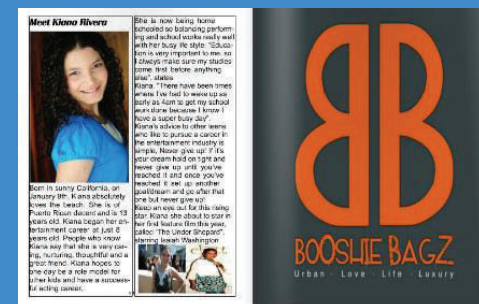 Meet Kiana Rivera
Born in sunny California, on
January 9th, Kiana absolutely
loves the beach. She is of
Puerto Rican decent and is 13
years old. Kiana began her en-
tertainment career at just 8
years old. People who know
Kiana say that she is very car-
ing, nurturing, thoughtful and a
great friend. Kiana hopes to
one day be a role model for
other kids and have a success-
ful acting career.
She is now being home
schooled so balancing perform-
ing and school works really well
with her busy life style. "Educa-
tion is very important to me, so
I always make sure my studies
come first before anything
else", states
Kiana. "There have been times
where I've had to wake up as
early as 4am to get my school
work done because I know I
have a super busy day".
Kiana's advice to other teens
who like to pursue a career in
the entertainment industry is
simple, Never give up! If it's
your dream hold on tight and
never give up until you've
reached it and once you've
reached it set up another
goal/dream and go after that
one but never give up!
Keep an eye out for this rising
star. Kiana she about to star in
her first feature film this year,
called "The Under Shepard",
starring Isaiah Washington
BB
BOOSHIE BAGZ
Urban · Love · Life · Luxury